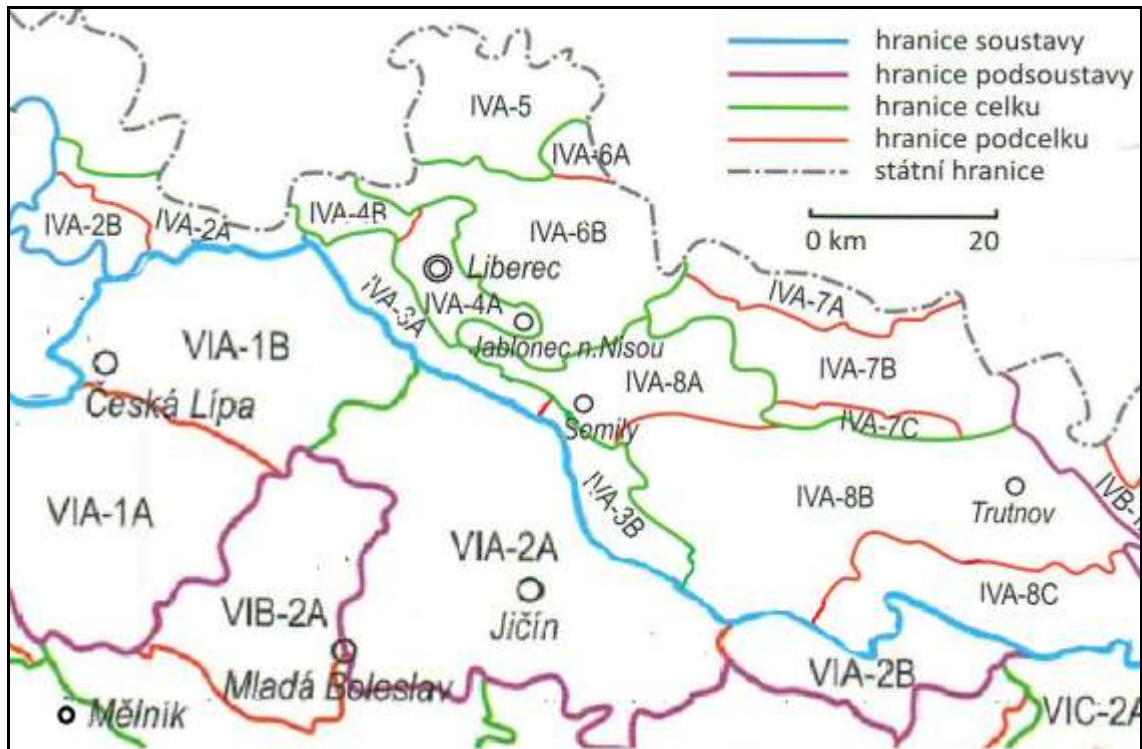 hranice soustavy
hranice podsoustavy
hranice celku
hranice podcelku
státní hranice
0 km 20
IVA-5
IVA-6A
IVA-2B
IVA-2A
IVA-4B
IVA-6B
Liberec
IVA-4A
IVA-3A
IVA-7A
Jablonec n.Nisou
VIA-1B
IVA-8A
IVA-7B
Česká Lípa
Semily
IVA-7C
VIA-1A
IVA-3B
IVA-8B
Trutnov
VIA-2A
IVA-8C
Jičín
VIB-2A
VIA-2B
Mladá Boleslav
Mělnik
VIC-2A